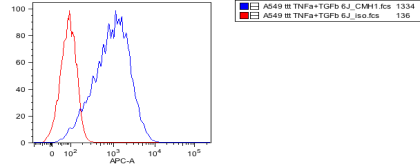 100
80
60
40
20
0
0 10² 10³ 10⁴ 10⁵
APC-A
A549 ttt TNFa+TGFb 6J_CMH1.fcs 1334
A549 ttt TNFa+TGFb 6J_iso.fcs 136